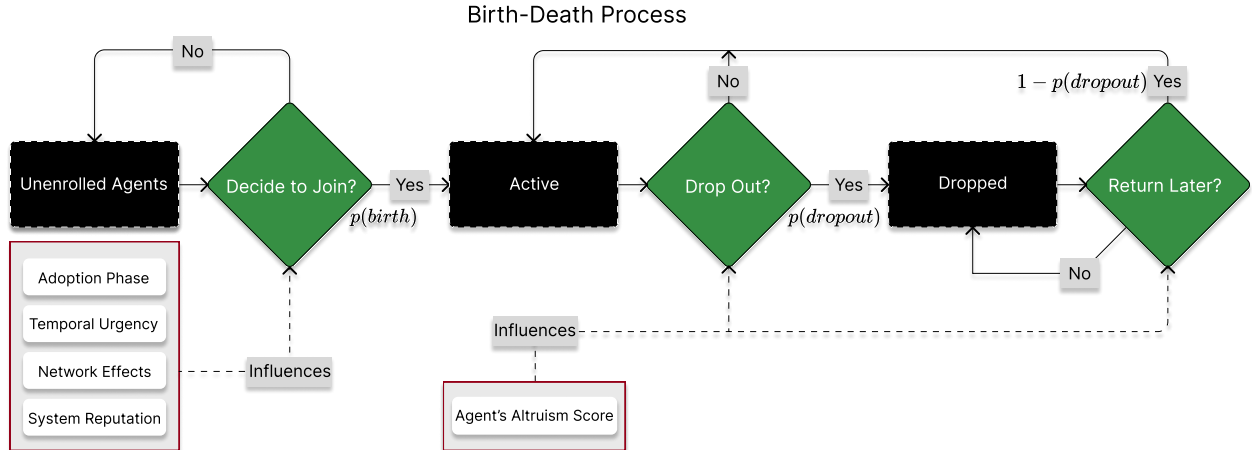 Birth-Death Process
No
No
1 − p(dropout) Yes
Unenrolled Agents
Decide to Join?
Yes
p(birth)
Active
Drop Out?
Yes
p(dropout)
Dropped
Return Later?
No
Adoption Phase
Temporal Urgency
Network Effects
System Reputation
Influences
Influences
Agent’s Altruism Score